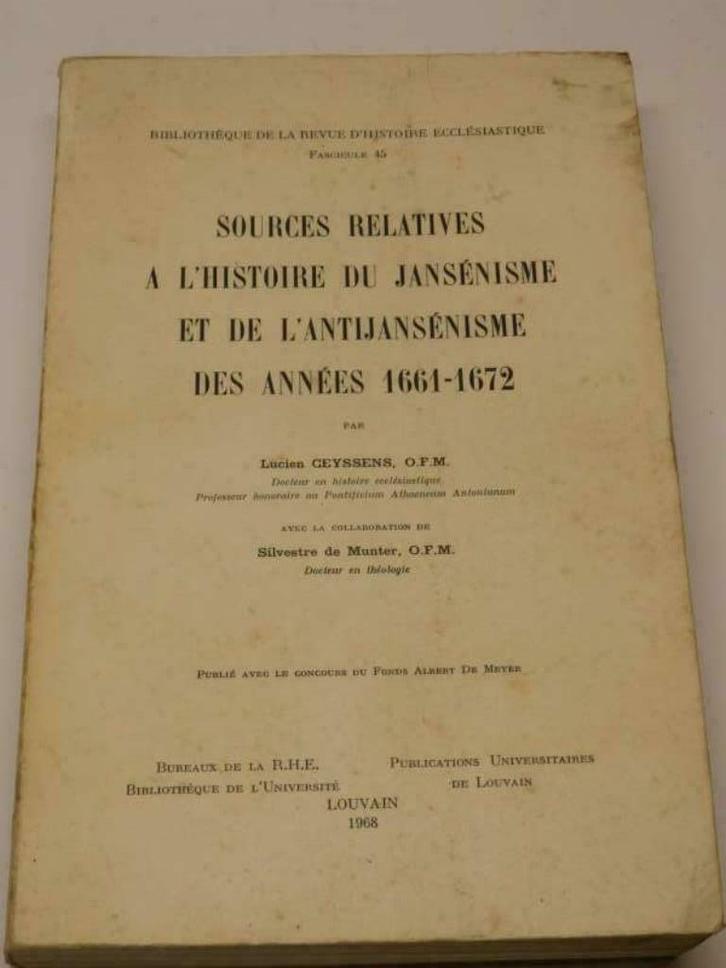 BIBLIOTHÈQUE DE LA REVUE D'HISTOIRE ECCLÉSIASTIQUE
Fascicule 45
SOURCES RELATIVES
A L'HISTOIRE DU JANSÉNISME
ET DE L'ANTIJANSÉNISME
DES ANNÉES 1661-1672
PAR
Lucien CEYSSENS, O.F.M.
Docteur en histoire ecclésiastique
Professeur honoraire au Pontificium Athenaeum Antonianum
AVEC LA COLLABORATION DE
Silvestre de Munter, O.F.M.
Docteur en théologie
Publié avec le concours du Fonds Albert De Meyer
Bureaux de la R.H.E.
Bibliothèque de l'Université
Publications Universitaires
de Louvain
LOUVAIN
1968